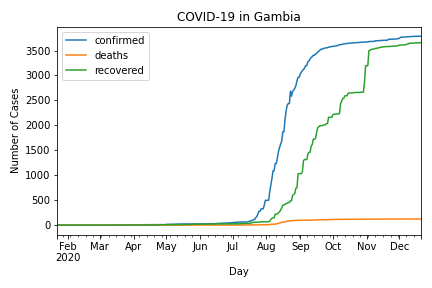 COVID-19 in Gambia
confirmed
deaths
recovered
Number of Cases
3500
3000
2500
2000
1500
1000
500
0
Feb Mar Apr May Jun Jul Aug Sep Oct Nov Dec
2020
Day